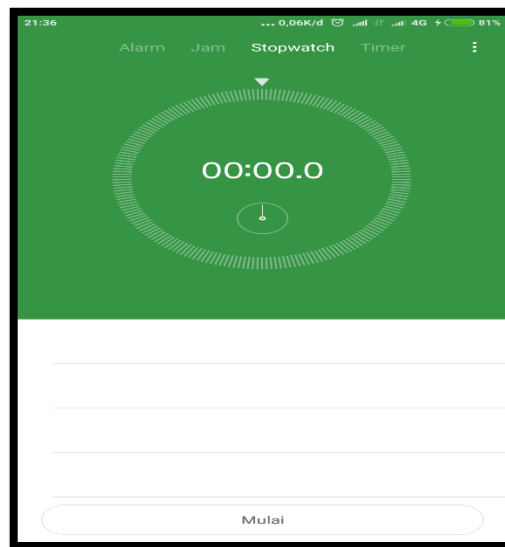 21:36 ... 0,06K/d 4G 81%
Alarm Jam Stopwatch Timer
00:00.0
Mulai